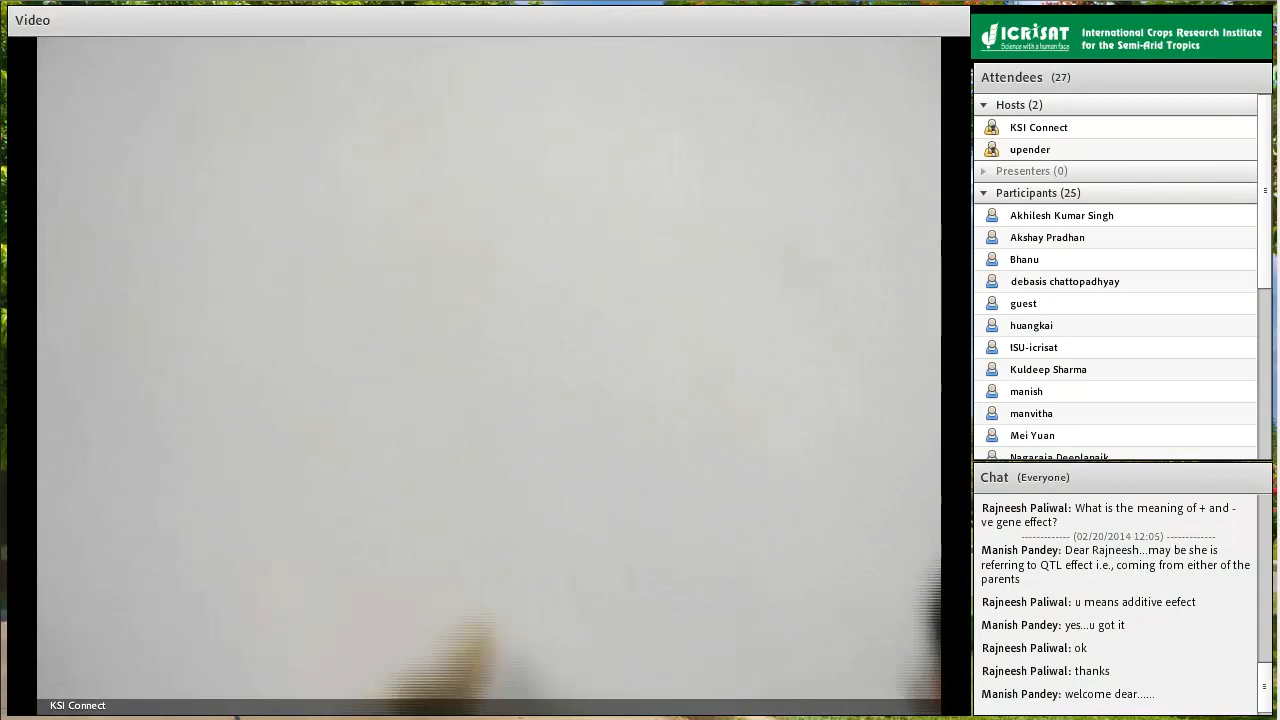 Video
ICRISAT
Science with a human face
International Crops Research Institute
for the Semi-Arid Tropics
Attendees (27)
Hosts (2)
KSI Connect
upender
Presenters (0)
Participants (25)
Akhilesh Kumar Singh
Akshay Pradhan
Bhanu
debasis chattopadhyay
guest
huangkai
ISU-icrisat
Kuldeep Sharma
manish
manvitha
Mei Yuan
Nagaraja
Chat (Everyone)
Rajneesh Paliwal: What is the meaning of + and -
ve gene effect?
------------- (02/20/2014 12:05) -------------
Manish Pandey: Dear Rajneesh...may be she is
referring to QTL effect i.e., coming from either of the
parents
Rajneesh Paliwal: additive
Manish Pandey: yes...u got it
Rajneesh Paliwal: ok
Rajneesh Paliwal: thanks
Manish Pandey: welcome dear......
KSI Connect